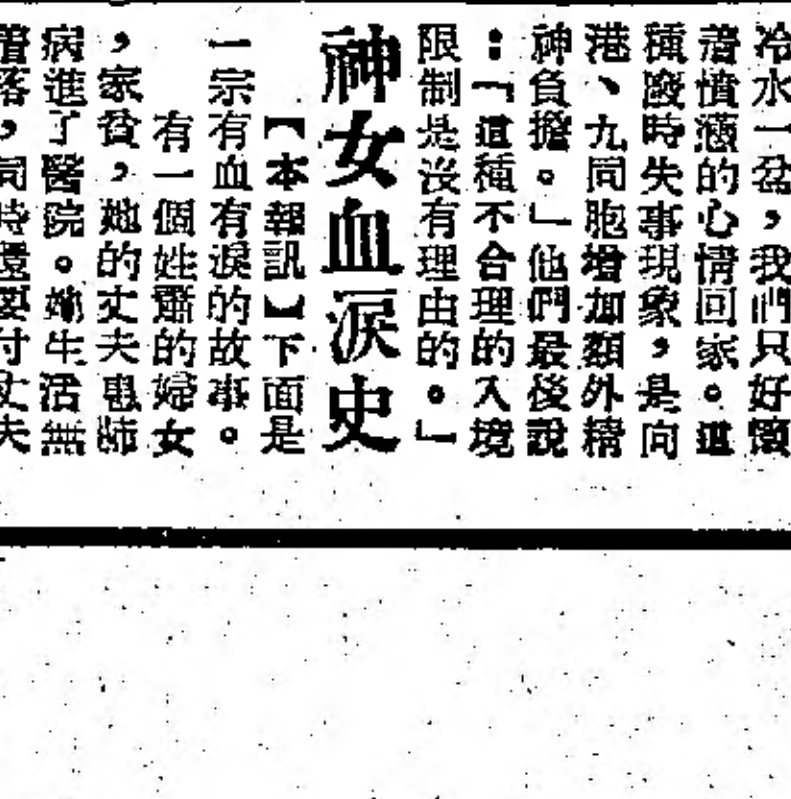 冷水一盆，我們只好懷
着憤懣的心情回家。這
種廢時失事現象，是向
港、九同胞增加額外精
神負擔。」他們最後說
：「這種不合理的入境
限制是沒有理由的。」
神女血淚史
【本報訊】下面是
一宗有血有淚的故事。
有一個姓蕭的婦女
，家貧，她的丈夫患肺
病進了醫院。她生活無
着落，同時還要付丈夫